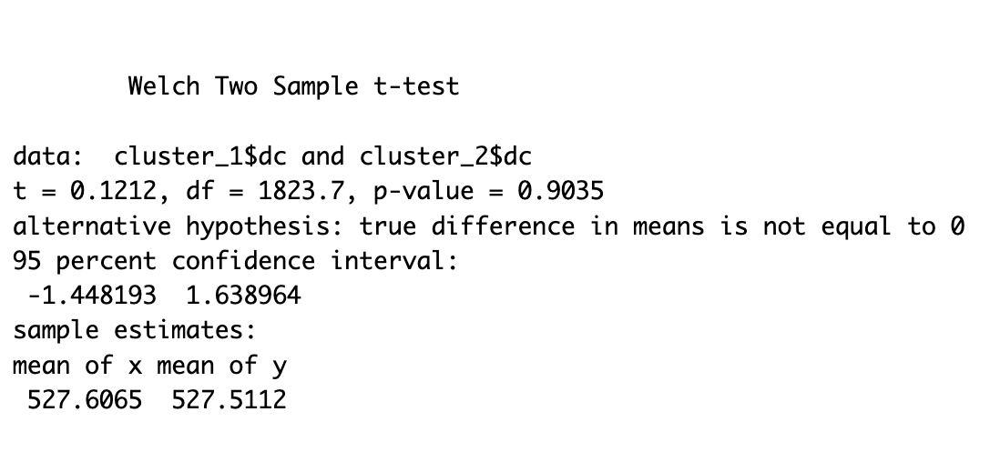 Welch Two Sample t-test
data:  cluster_1$dc and cluster_2$dc
t = 0.1212, df = 1823.7, p-value = 0.9035
alternative hypothesis: true difference in means is not equal to 0
95 percent confidence interval:
-1.448193  1.638964
sample estimates:
mean of x mean of y
527.6065  527.5112